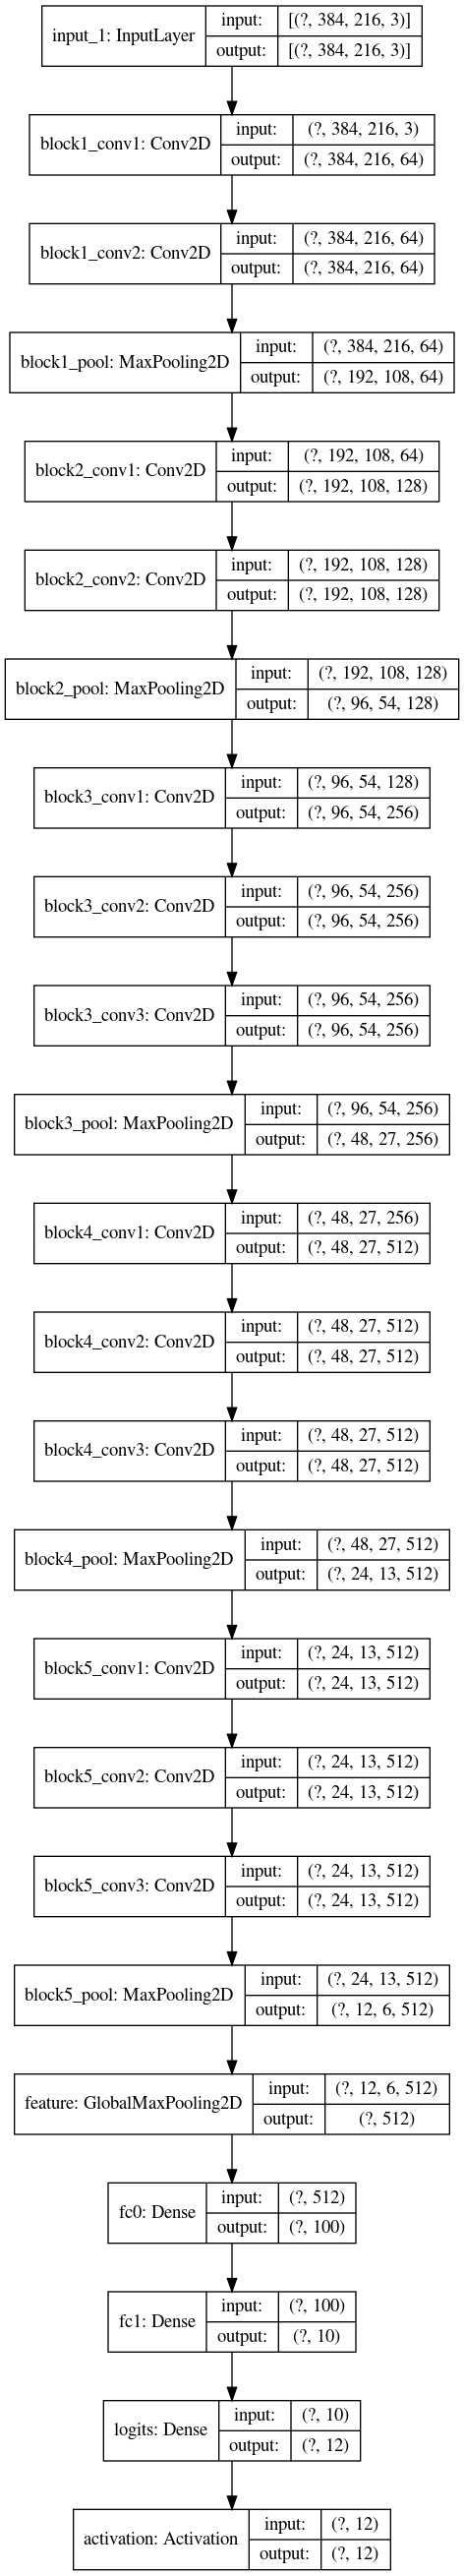 input_1: InputLayer
input: [(?, 384, 216, 3)]
output: [(?, 384, 216, 3)]
block1_conv1: Conv2D
input: (?, 384, 216, 3)
output: (?, 384, 216, 64)
block1_conv2: Conv2D
input: (?, 384, 216, 64)
output: (?, 384, 216, 64)
block1_pool: MaxPooling2D
input: (?, 384, 216, 64)
output: (?, 192, 108, 64)
block2_conv1: Conv2D
input: (?, 192, 108, 64)
output: (?, 192, 108, 128)
block2_conv2: Conv2D
input: (?, 192, 108, 128)
output: (?, 192, 108, 128)
block2_pool: MaxPooling2D
input: (?, 192, 108, 128)
output: (?, 96, 54, 128)
block3_conv1: Conv2D
input: (?, 96, 54, 128)
output: (?, 96, 54, 256)
block3_conv2: Conv2D
input: (?, 96, 54, 256)
output: (?, 96, 54, 256)
block3_conv3: Conv2D
input: (?, 96, 54, 256)
output: (?, 96, 54, 256)
block3_pool: MaxPooling2D
input: (?, 96, 54, 256)
output: (?, 48, 27, 256)
block4_conv1: Conv2D
input: (?, 48, 27, 256)
output: (?, 48, 27, 512)
block4_conv2: Conv2D
input: (?, 48, 27, 512)
output: (?, 48, 27, 512)
block4_conv3: Conv2D
input: (?, 48, 27, 512)
output: (?, 48, 27, 512)
block4_pool: MaxPooling2D
input: (?, 48, 27, 512)
output: (?, 24, 13, 512)
block5_conv1: Conv2D
input: (?, 24, 13, 512)
output: (?, 24, 13, 512)
block5_conv2: Conv2D
input: (?, 24, 13, 512)
output: (?, 24, 13, 512)
block5_conv3: Conv2D
input: (?, 24, 13, 512)
output: (?, 24, 13, 512)
block5_pool: MaxPooling2D
input: (?, 24, 13, 512)
output: (?, 12, 6, 512)
feature: GlobalMaxPooling2D
input: (?, 12, 6, 512)
output: (?, 512)
fc0: Dense
input: (?, 512)
output: (?, 100)
fc1: Dense
input: (?, 100)
output: (?, 10)
logits: Dense
input: (?, 10)
output: (?, 12)
activation: Activation
input: (?, 12)
output: (?, 12)